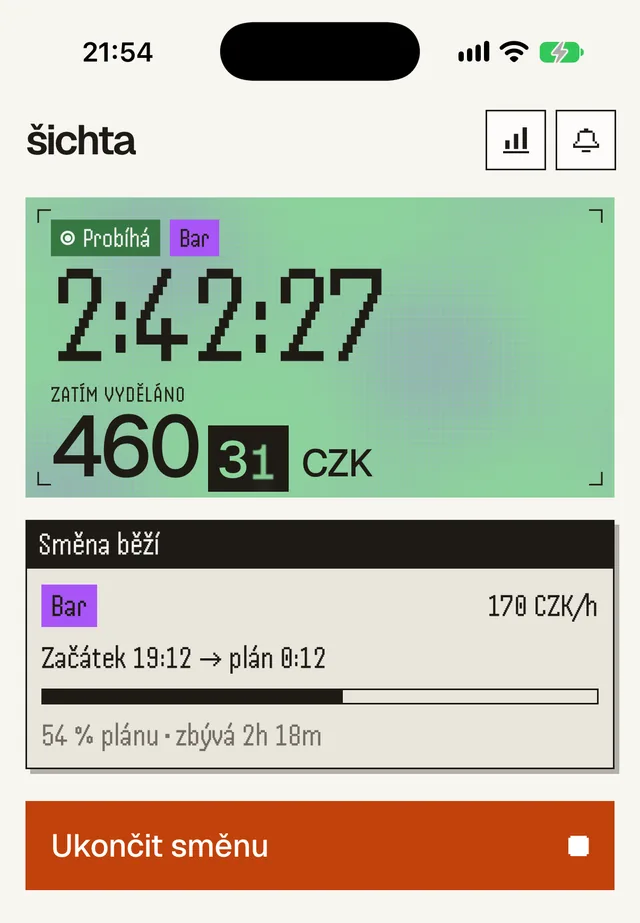 21:54
šichta
Probíhá Bar
2:42:27
ZATÍM VYDĚLÁNO
460 31 CZK
Směna běží
Bar 170 CZK/h
Začátek 19:12 → plán 0:12
54 % plánu · zbývá 2h 18m
Ukončit směnu